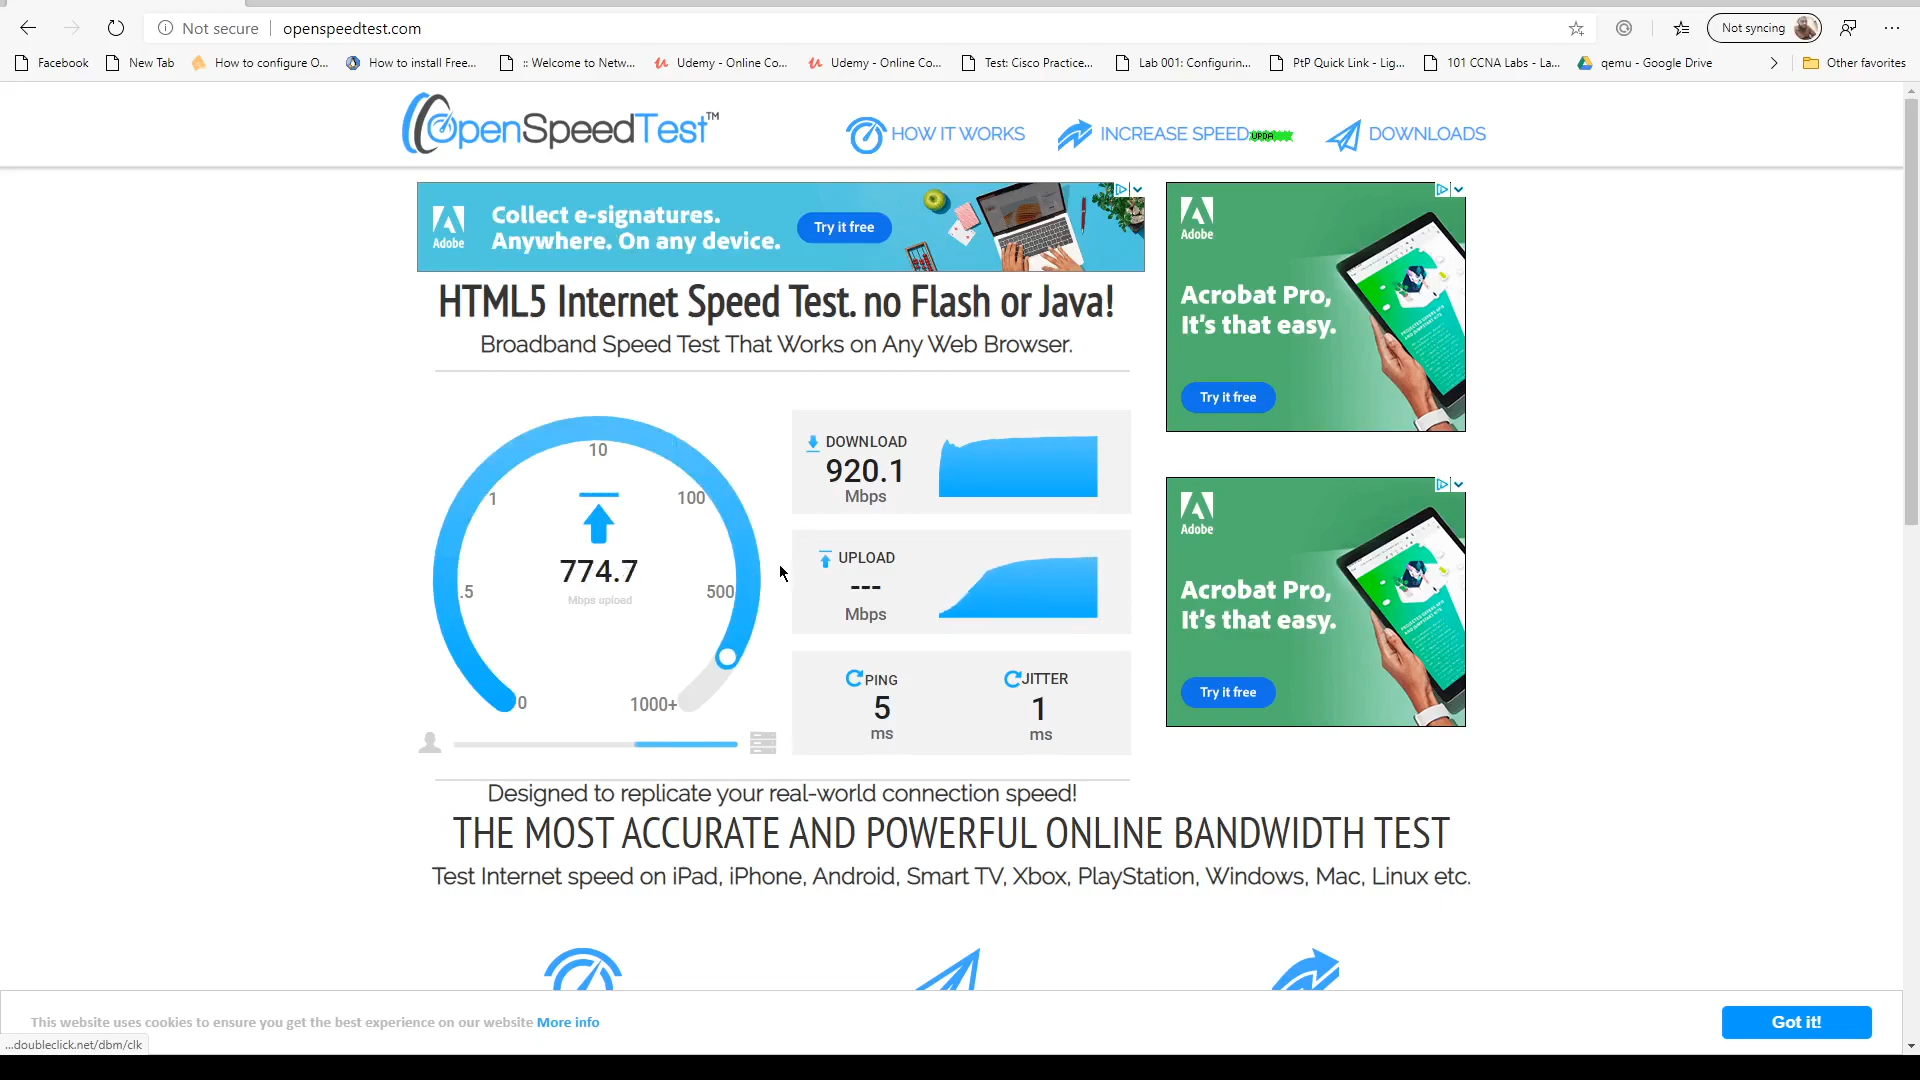 Not secure
openspeedtest.com
Not syncing
Facebook
New Tab
How to configure O...
How to install Free...
:: Welcome to Netw...
Udemy - Online Co...
Udemy - Online Co...
Test: Cisco Practice...
Lab 001: Configurin...
PtP Quick Link - Lig...
101 CCNA Labs - La...
qemu - Google Drive
Other favorites
OpenSpeedTest™
HOW IT WORKS
INCREASE SPEED
UPDA
DOWNLOADS
Adobe
Collect e-signatures.
Anywhere. On any device.
Try it free
Adobe
Acrobat Pro,
It's that easy.
Try it free
HTML5 Internet Speed Test. no Flash or Java!
Broadband Speed Test That Works on Any Web Browser.
10
1
100
.5
500
0
1000+
774.7
Mbps upload
DOWNLOAD
920.1
Mbps
UPLOAD
---
Mbps
PING
5
ms
JITTER
1
ms
Adobe
Acrobat Pro,
It's that easy.
Try it free
Designed to replicate your real-world connection speed!
THE MOST ACCURATE AND POWERFUL ONLINE BANDWIDTH TEST
Test Internet speed on iPad, iPhone, Android, Smart TV, Xbox, PlayStation, Windows, Mac, Linux etc.
This website uses cookies to ensure you get the best experience on our website More info
Got it!
...doubleclick.net/dbm/clk